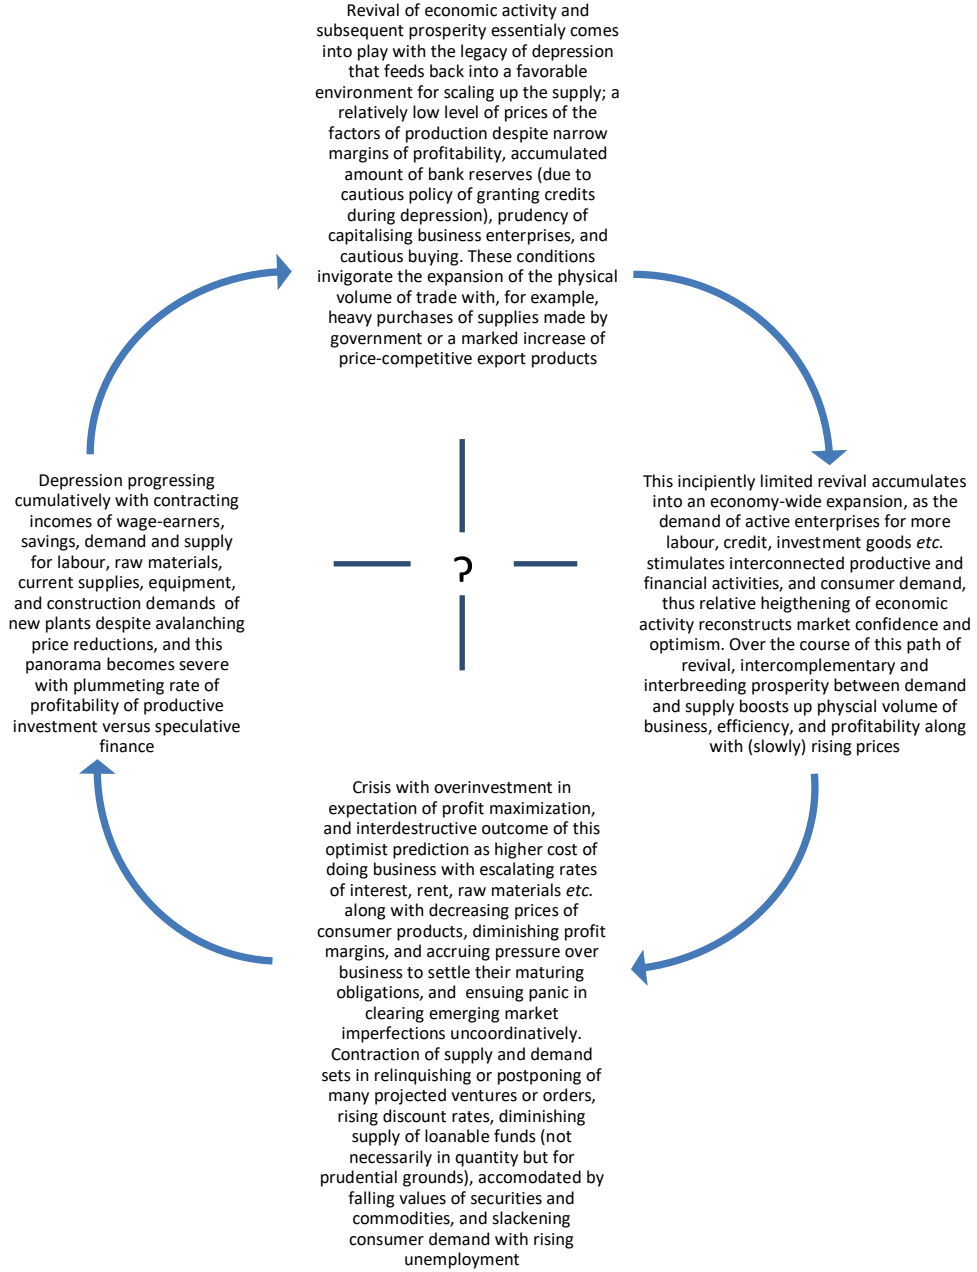 Revival of economic activity and
subsequent prosperity essentialy comes
into play with the legacy of depression
that feeds back into a favorable
environment for scaling up the supply; a
relatively low level of prices of the
factors of production despite narrow
margins of profitability, accumulated
amount of bank reserves (due to
cautious policy of granting credits
during depression), prudency of
capitalising business enterprises, and
cautious buying. These conditions
invigorate the expansion of the physical
volume of trade with, for example,
heavy purchases of supplies made by
government or a marked increase of
price-competitive export products
This incipiently limited revival accumulates
into an economy-wide expansion, as the
demand of active enterprises for more
labour, credit, investment goods etc.
stimulates interconnected productive and
financial activities, and consumer demand,
thus relative heigthening of economic
activity reconstructs market confidence and
optimism. Over the course of this path of
revival, intercomplementary and
interbreeding prosperity between demand
and supply boosts up physcial volume of
business, efficiency, and profitability along
with (slowly) rising prices
Crisis with overinvestment in
expectation of profit maximization,
and interdestructive outcome of this
optimist prediction as higher cost of
doing business with escalating rates
of interest, rent, raw materials etc.
along with decreasing prices of
consumer products, diminishing profit
margins, and accruing pressure over
business to settle their maturing
obligations, and ensuing panic in
clearing emerging market
imperfections uncoordinatively.
Contraction of supply and demand
sets in relinquishing or postponing of
many projected ventures or orders,
rising discount rates, diminishing
supply of loanable funds (not
necessarily in quantity but for
prudential grounds), accomodated by
falling values of securities and
commodities, and slackening
consumer demand with rising
unemployment
Depression progressing
cumulatively with contracting
incomes of wage-earners,
savings, demand and supply
for labour, raw materials,
current supplies, equipment,
and construction demands of
new plants despite avalanching
price reductions, and this
panorama becomes severe
with plummeting rate of
profitability of productive
investment versus speculative
finance
?